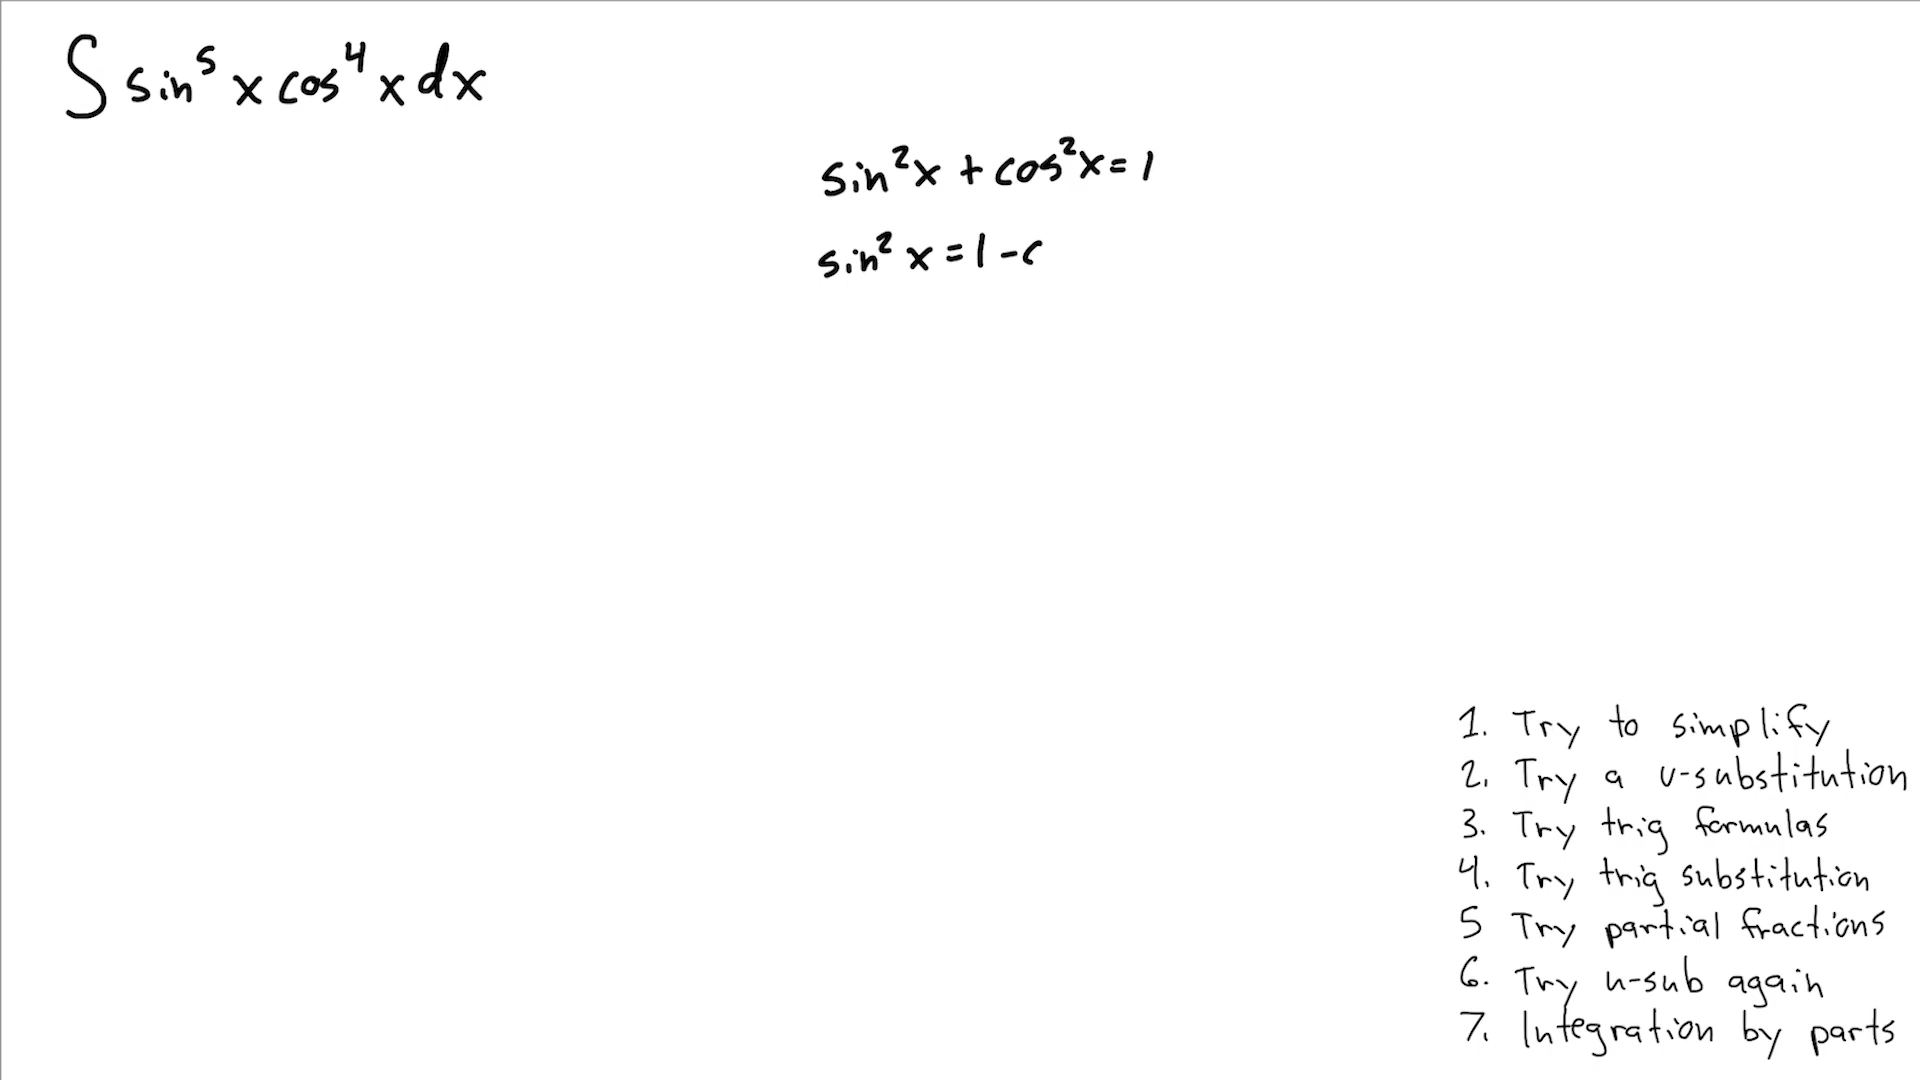 ∫ sin⁵ x cos⁴ x dx
sin²x + cos²x = 1
sin² x = 1 - c
1. Try to simplify
2. Try a u-substitution
3. Try trig formulas
4. Try trig substitution
5 Try partial fractions
6. Try u-sub again
7. Integration by parts